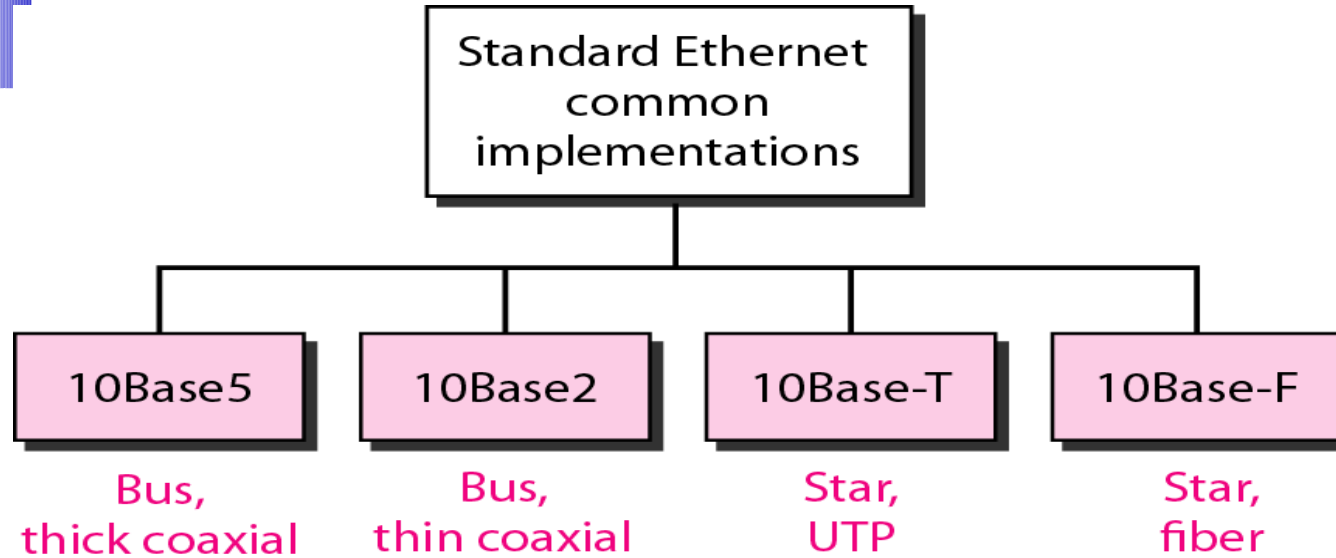 Standard Ethernet
common
implementations
10Base5
10Base2
10Base-T
10Base-F
Bus,
thick coaxial
Bus,
thin coaxial
Star,
UTP
Star,
fiber